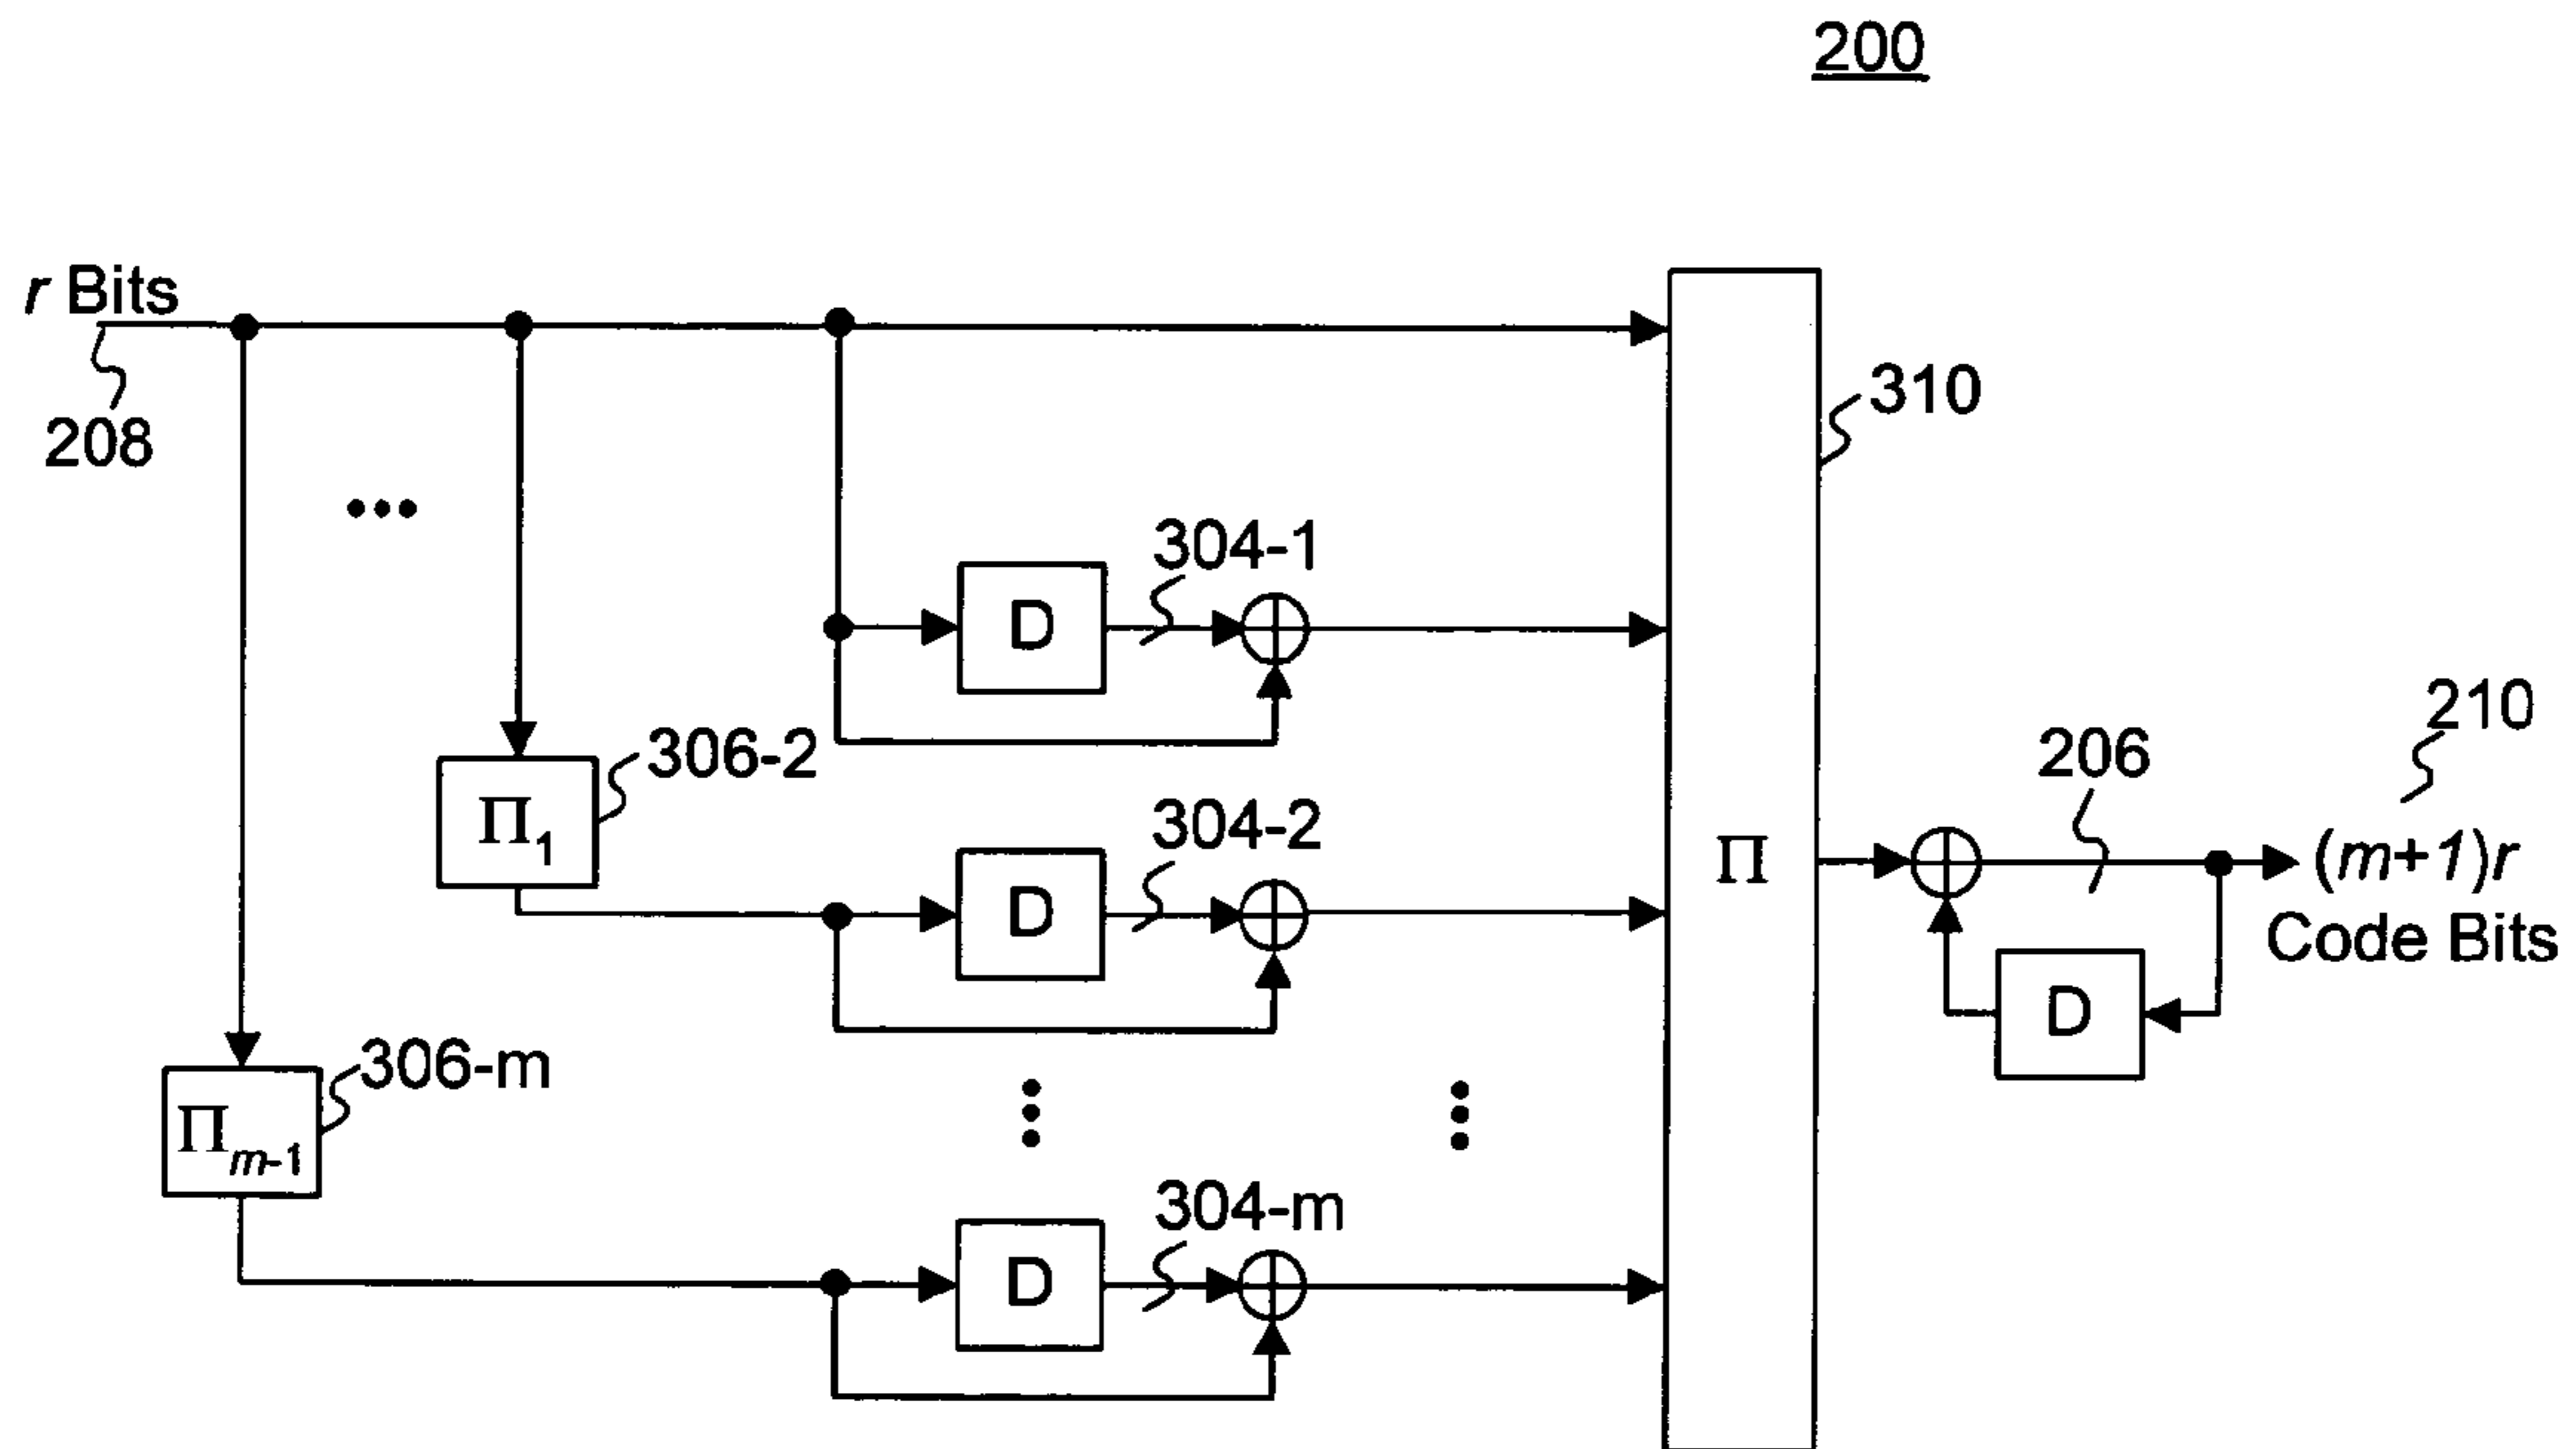 200
r Bits
208
310
304-1
D
306-2
Π1
304-2
D
Π
206
210
(m+1)r
Code Bits
D
306-m
Πm-1
304-m
D